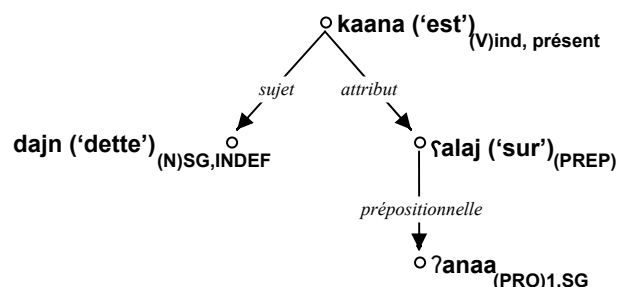 kaana (‘est’)(V)ind, présent
sujet attribut
dajn (‘dette’)(N)SG,INDEF ʕalaj (‘sur’)(PREP)
prépositionnelle
ʔanaa(PRO)1,SG